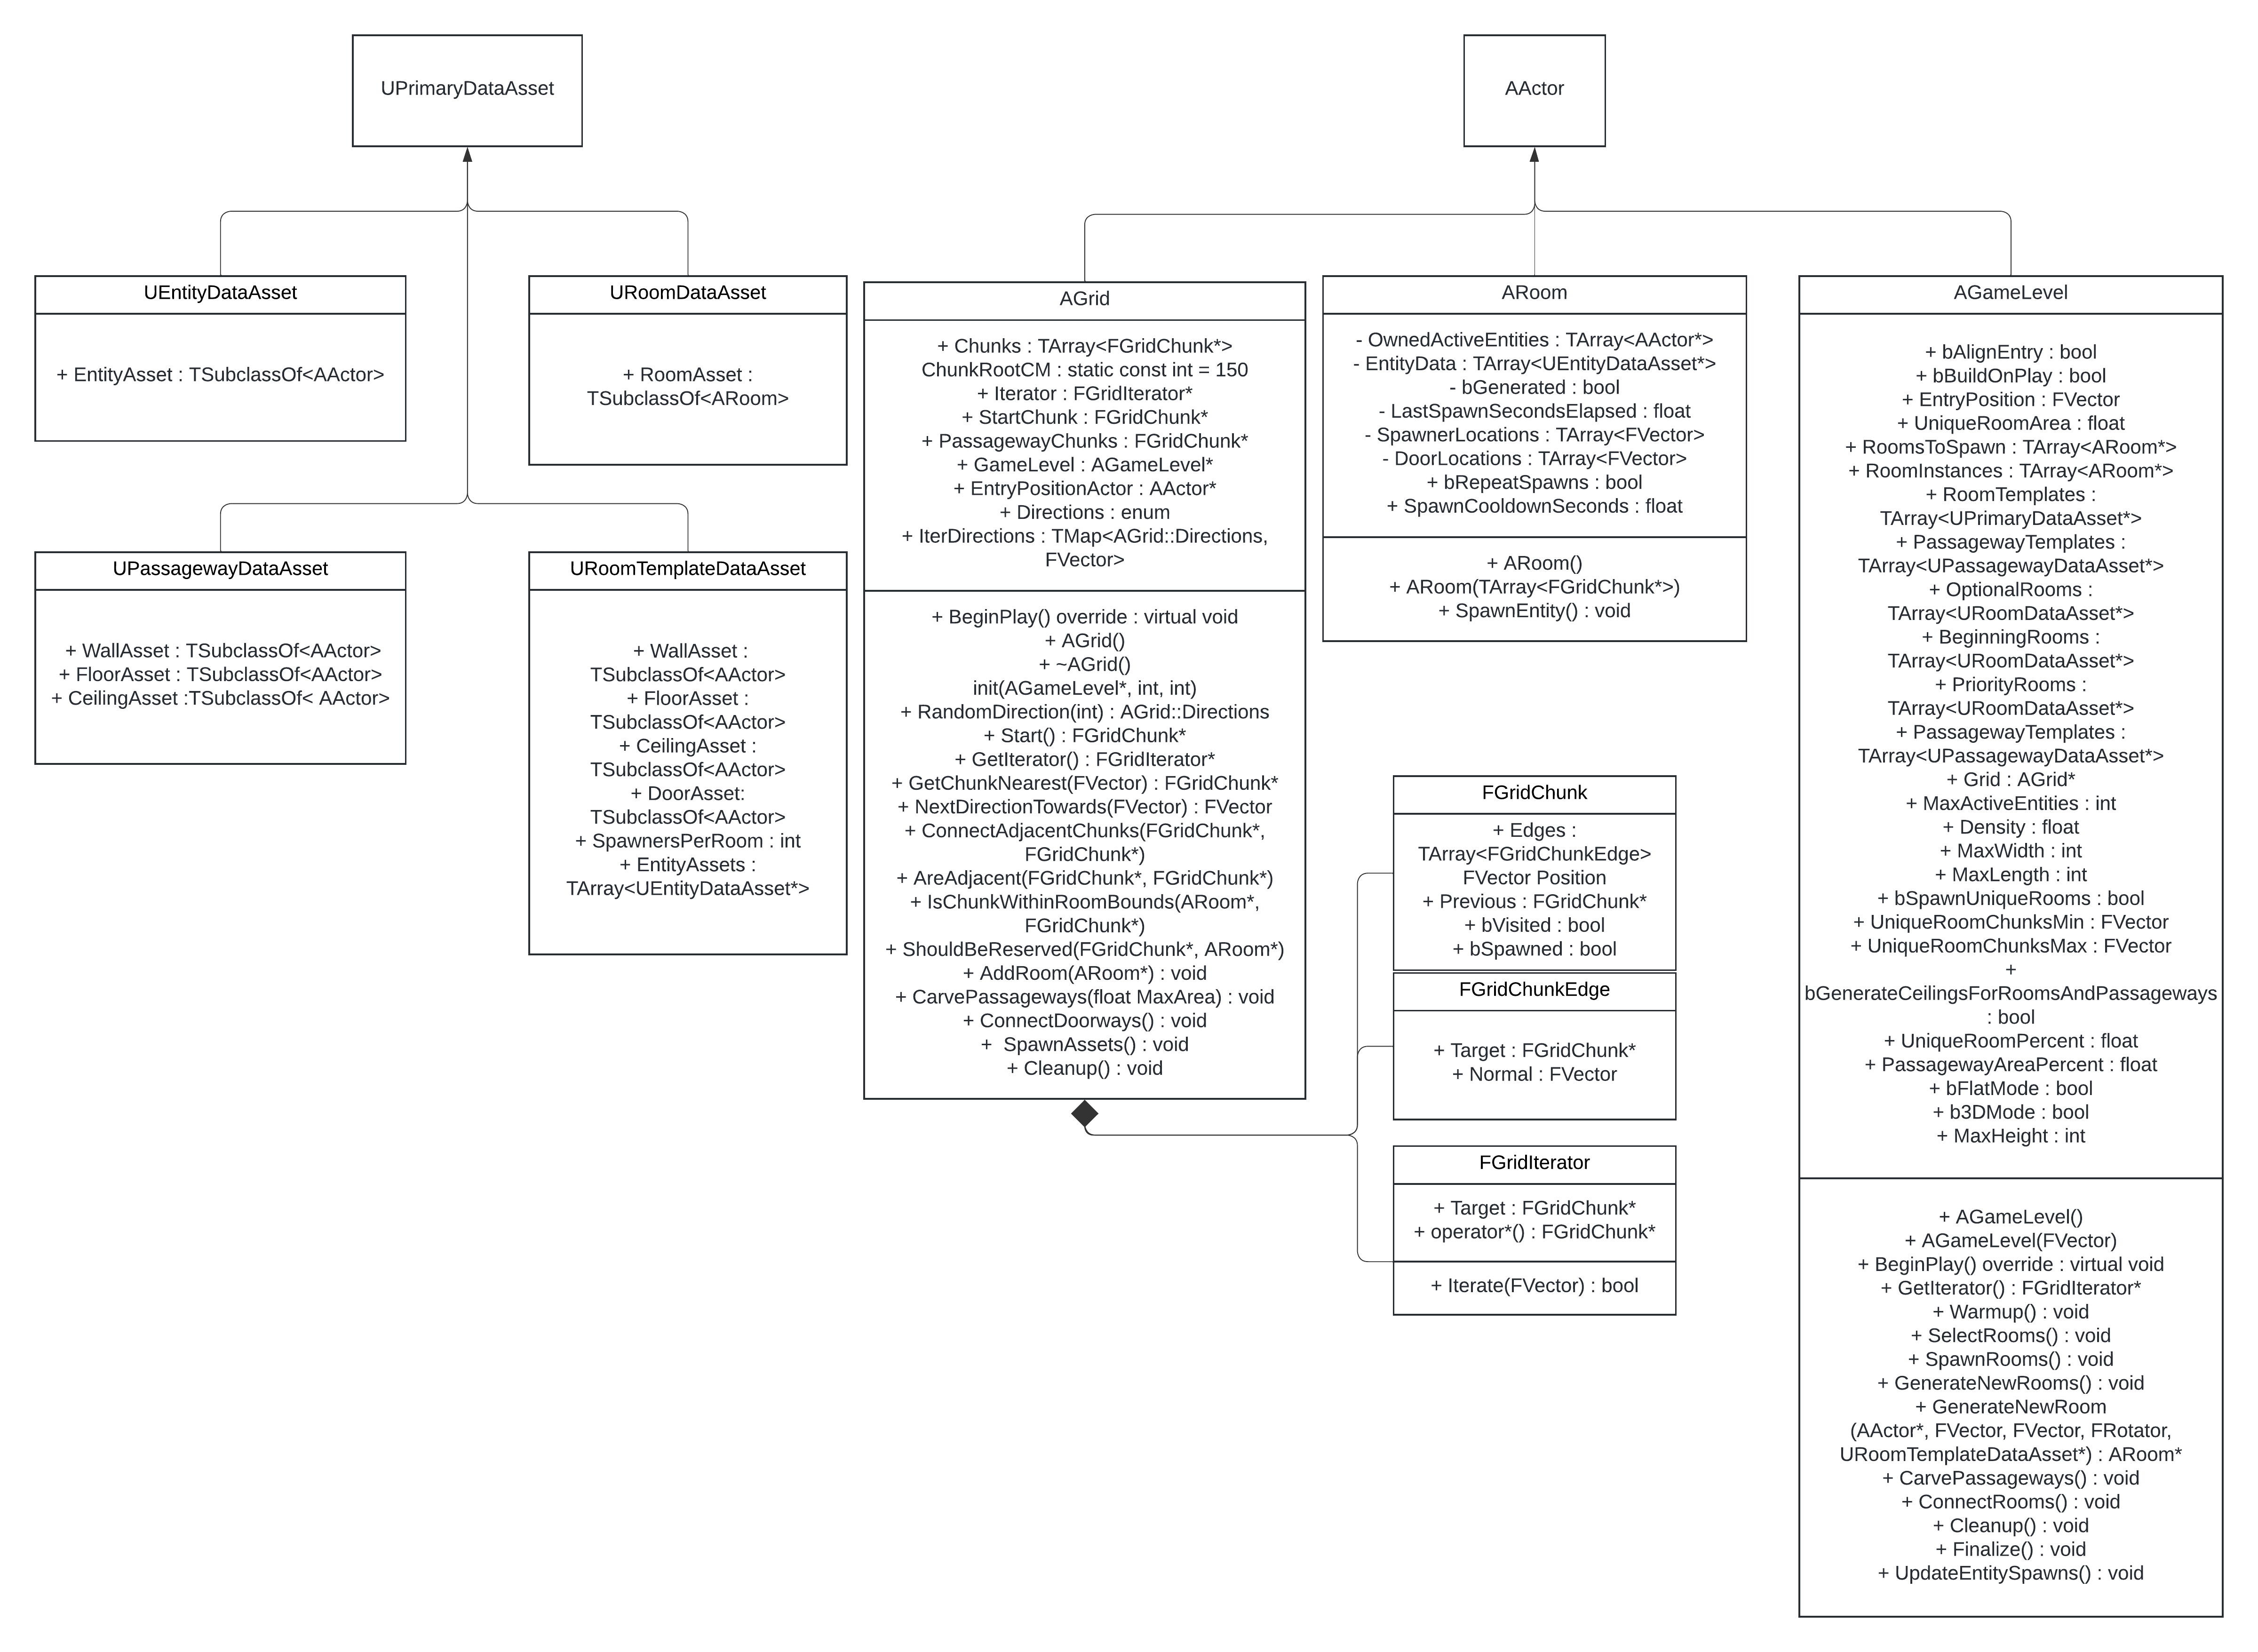 UPrimaryDataAsset
AActor
UEntityDataAsset
+ EntityAsset : TSubclassOf<AActor>
URoomDataAsset
+ RoomAsset :
TSubclassOf<ARoom>
UPassagewayDataAsset
+ WallAsset : TSubclassOf<AActor>
+ FloorAsset : TSubclassOf<AActor>
+ CeilingAsset :TSubclassOf< AActor>
URoomTemplateDataAsset
+ WallAsset :
TSubclassOf<AActor>
+ FloorAsset :
TSubclassOf<AActor>
+ CeilingAsset :
TSubclassOf<AActor>
+ DoorAsset:
TSubclassOf<AActor>
+ SpawnersPerRoom : int
+ EntityAssets :
TArray<UEntityDataAsset*>
AGrid
+ Chunks : TArray<FGridChunk*>
ChunkRootCM : static const int = 150
+ Iterator : FGridIterator*
+ StartChunk : FGridChunk*
+ PassagewayChunks : FGridChunk*
+ GameLevel : AGameLevel*
+ EntryPositionActor : AActor*
+ Directions : enum
+ IterDirections : TMap<AGrid::Directions,
FVector>
+ BeginPlay() override : virtual void
+ AGrid()
+ ~AGrid()
init(AGameLevel*, int, int)
+ RandomDirection(int) : AGrid::Directions
+ Start() : FGridChunk*
+ GetIterator() : FGridIterator*
+ GetChunkNearest(FVector) : FGridChunk*
+ NextDirectionTowards(FVector) : FVector
+ ConnectAdjacentChunks(FGridChunk*,
FGridChunk*)
+ AreAdjacent(FGridChunk*, FGridChunk*)
+ IsChunkWithinRoomBounds(ARoom*,
FGridChunk*)
+ ShouldBeReserved(FGridChunk*, ARoom*)
+ AddRoom(ARoom*) : void
+ CarvePassageways(float MaxArea) : void
+ ConnectDoorways() : void
+  SpawnAssets() : void
+ Cleanup() : void
ARoom
- OwnedActiveEntities : TArray<AActor*>
- EntityData : TArray<UEntityDataAsset*>
- bGenerated : bool
- LastSpawnSecondsElapsed : float
- SpawnerLocations : TArray<FVector>
- DoorLocations : TArray<FVector>
+ bRepeatSpawns : bool
+ SpawnCooldownSeconds : float
+ ARoom()
+ ARoom(TArray<FGridChunk*>)
+ SpawnEntity() : void
FGridChunk
+ Edges :
TArray<FGridChunkEdge>
FVector Position
+ Previous : FGridChunk*
+ bVisited : bool
+ bSpawned : bool
FGridChunkEdge
+ Target : FGridChunk*
+ Normal : FVector
FGridIterator
+ Target : FGridChunk*
+ operator*() : FGridChunk*
+ Iterate(FVector) : bool
AGameLevel
+ bAlignEntry : bool
+ bBuildOnPlay : bool
+ EntryPosition : FVector
+ UniqueRoomArea : float
+ RoomsToSpawn : TArray<ARoom*>
+ RoomInstances : TArray<ARoom*>
+ RoomTemplates :
TArray<UPrimaryDataAsset*>
+ PassagewayTemplates :
TArray<UPassagewayDataAsset*>
+ OptionalRooms :
TArray<URoomDataAsset*>
+ BeginningRooms :
TArray<URoomDataAsset*>
+ PriorityRooms :
TArray<URoomDataAsset*>
+ PassagewayTemplates :
TArray<UPassagewayDataAsset*>
+ Grid : AGrid*
+ MaxActiveEntities : int
+ Density : float
+ MaxWidth : int
+ MaxLength : int
+ bSpawnUniqueRooms : bool
+ UniqueRoomChunksMin : FVector
+ UniqueRoomChunksMax : FVector
+
bGenerateCeilingsForRoomsAndPassageways
: bool
+ UniqueRoomPercent : float
+ PassagewayAreaPercent : float
+ bFlatMode : bool
+ b3DMode : bool
+ MaxHeight : int
+ AGameLevel()
+ AGameLevel(FVector)
+ BeginPlay() override : virtual void
+ GetIterator() : FGridIterator*
+ Warmup() : void
+ SelectRooms() : void
+ SpawnRooms() : void
+ GenerateNewRooms() : void
+ GenerateNewRoom
(AActor*, FVector, FVector, FRotator,
URoomTemplateDataAsset*) : ARoom*
+ CarvePassageways() : void
+ ConnectRooms() : void
+ Cleanup() : void
+ Finalize() : void
+ UpdateEntitySpawns() : void